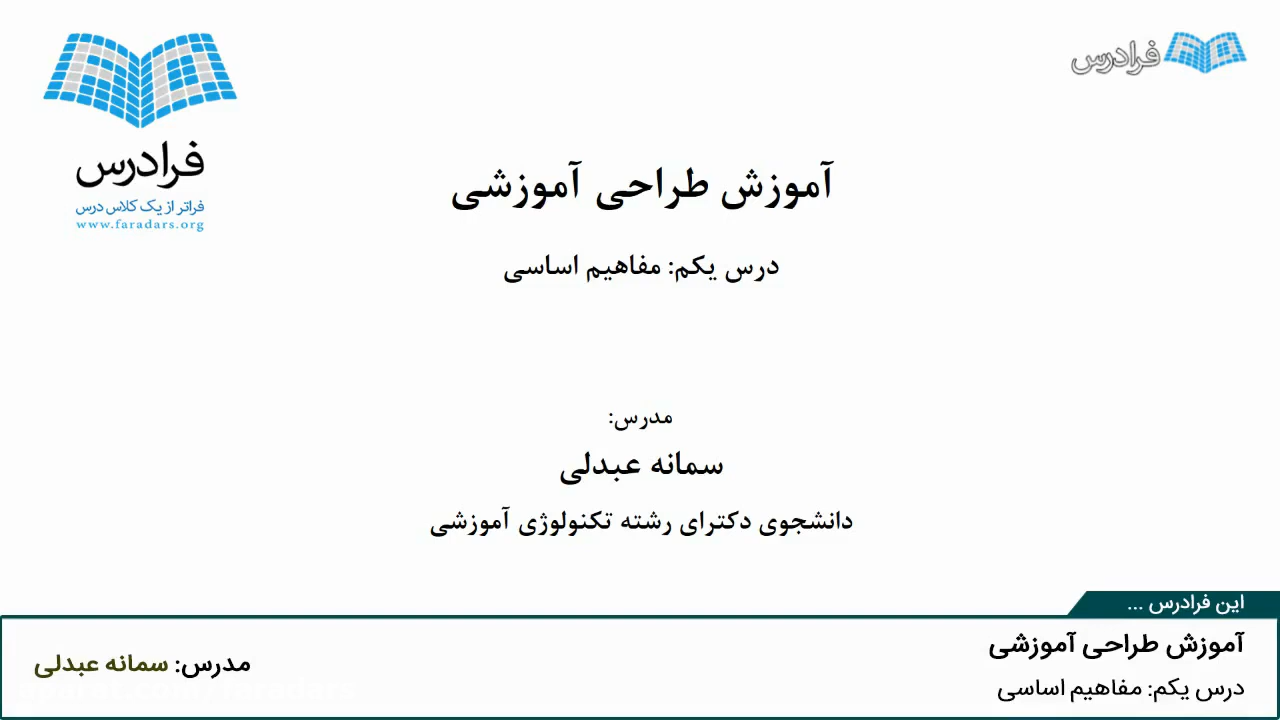 فرادرس
فراتر از یک کلاس درس
www.faradars.org
فرادرس
آموزش طراحی آموزشی
درس یکم: مفاهیم اساسی
مدرس:
سمانه عبدلی
دانشجوی دکترای رشته تکنولوژی آموزشی
این فرادرس ...
آموزش طراحی آموزشی
درس یکم: مفاهیم اساسی
مدرس: سمانه عبدلی